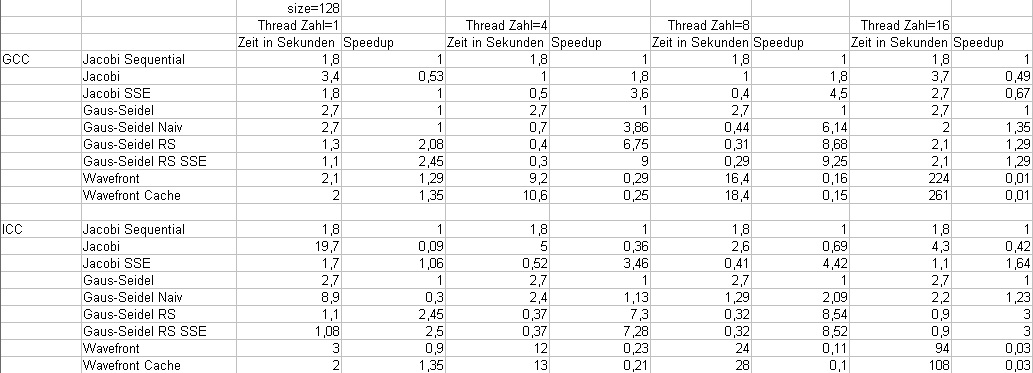 size=128
Thread Zahl=1 Thread Zahl=4 Thread Zahl=8 Thread Zahl=16
Zeit in Sekunden Speedup Zeit in Sekunden Speedup Zeit in Sekunden Speedup Zeit in Sekunden Speedup
GCC Jacobi Sequential 1,8 1 1,8 1 1,8 1 1,8 1
Jacobi 3,4 0,53 1 1,8 1 1,8 3,7 0,49
Jacobi SSE 1,8 1 0,5 3,6 0,4 4,5 2,7 0,67
Gaus-Seidel 2,7 1 2,7 1 2,7 1 2,7 1
Gaus-Seidel Naiv 2,7 1 0,7 3,86 0,44 6,14 2 1,35
Gaus-Seidel RS 1,3 2,08 0,4 6,75 0,31 8,68 2,1 1,29
Gaus-Seidel RS SSE 1,1 2,45 0,3 9 0,29 9,25 2,1 1,29
Wavefront 2,1 1,29 9,2 0,29 16,4 0,16 224 0,01
Wavefront Cache 2 1,35 10,6 0,25 18,4 0,15 261 0,01
ICC Jacobi Sequential 1,8 1 1,8 1 1,8 1 1,8 1
Jacobi 19,7 0,09 5 0,36 2,6 0,69 4,3 0,42
Jacobi SSE 1,7 1,06 0,52 3,46 0,41 4,42 1,1 1,64
Gaus-Seidel 2,7 1 2,7 1 2,7 1 2,7 1
Gaus-Seidel Naiv 8,9 0,3 2,4 1,13 1,29 2,09 2,2 1,23
Gaus-Seidel RS 1,1 2,45 0,37 7,3 0,32 8,54 0,9 3
Gaus-Seidel RS SSE 1,08 2,5 0,37 7,28 0,32 8,52 0,9 3
Wavefront 3 0,9 12 0,23 24 0,11 94 0,03
Wavefront Cache 2 1,35 13 0,21 28 0,1 108 0,03